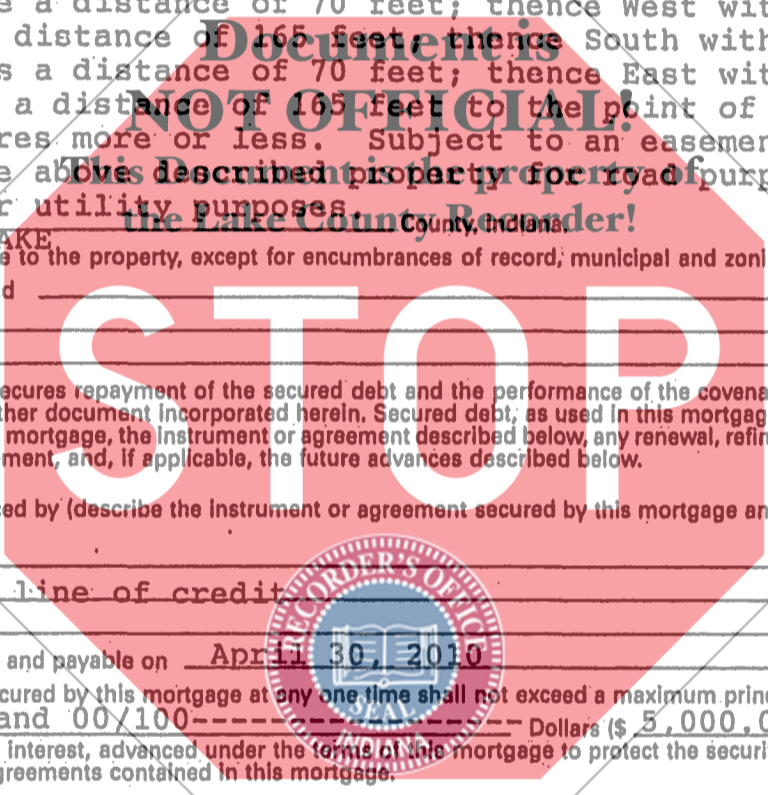 e a distance of 70 feet; thence West wit
distance of 165 feet; thence South with
Document is
s a distance of 70 feet; thence East wit
a distance of 165 feet to the point of
NOT OFFICIAL!
res more or less. Subject to an easemen
e above described property for road purp
This Document is the property of
r utility purposes.
the Lake County Recorder!
AKE County, Indiana.
e to the property, except for encumbrances of record, municipal and zoni
d
STOP
ecures repayment of the secured debt and the performance of the covena
ther document incorporated herein. Secured debt, as used in this mortgag
mortgage, the instrument or agreement described below, any renewal, refin
ment, and, if applicable, the future advances described below.
ed by (describe the instrument or agreement secured by this mortgage an
line of credit
RECORDER'S OFFICE
and payable on April 30, 2010
SEAL
cured by this mortgage at any one time shall not exceed a maximum princ
and 00/100-------------------- Dollars ($ 5,000.0
INDIANA
interest, advanced under the terms of this mortgage to protect the securi
greements contained in this mortgage.